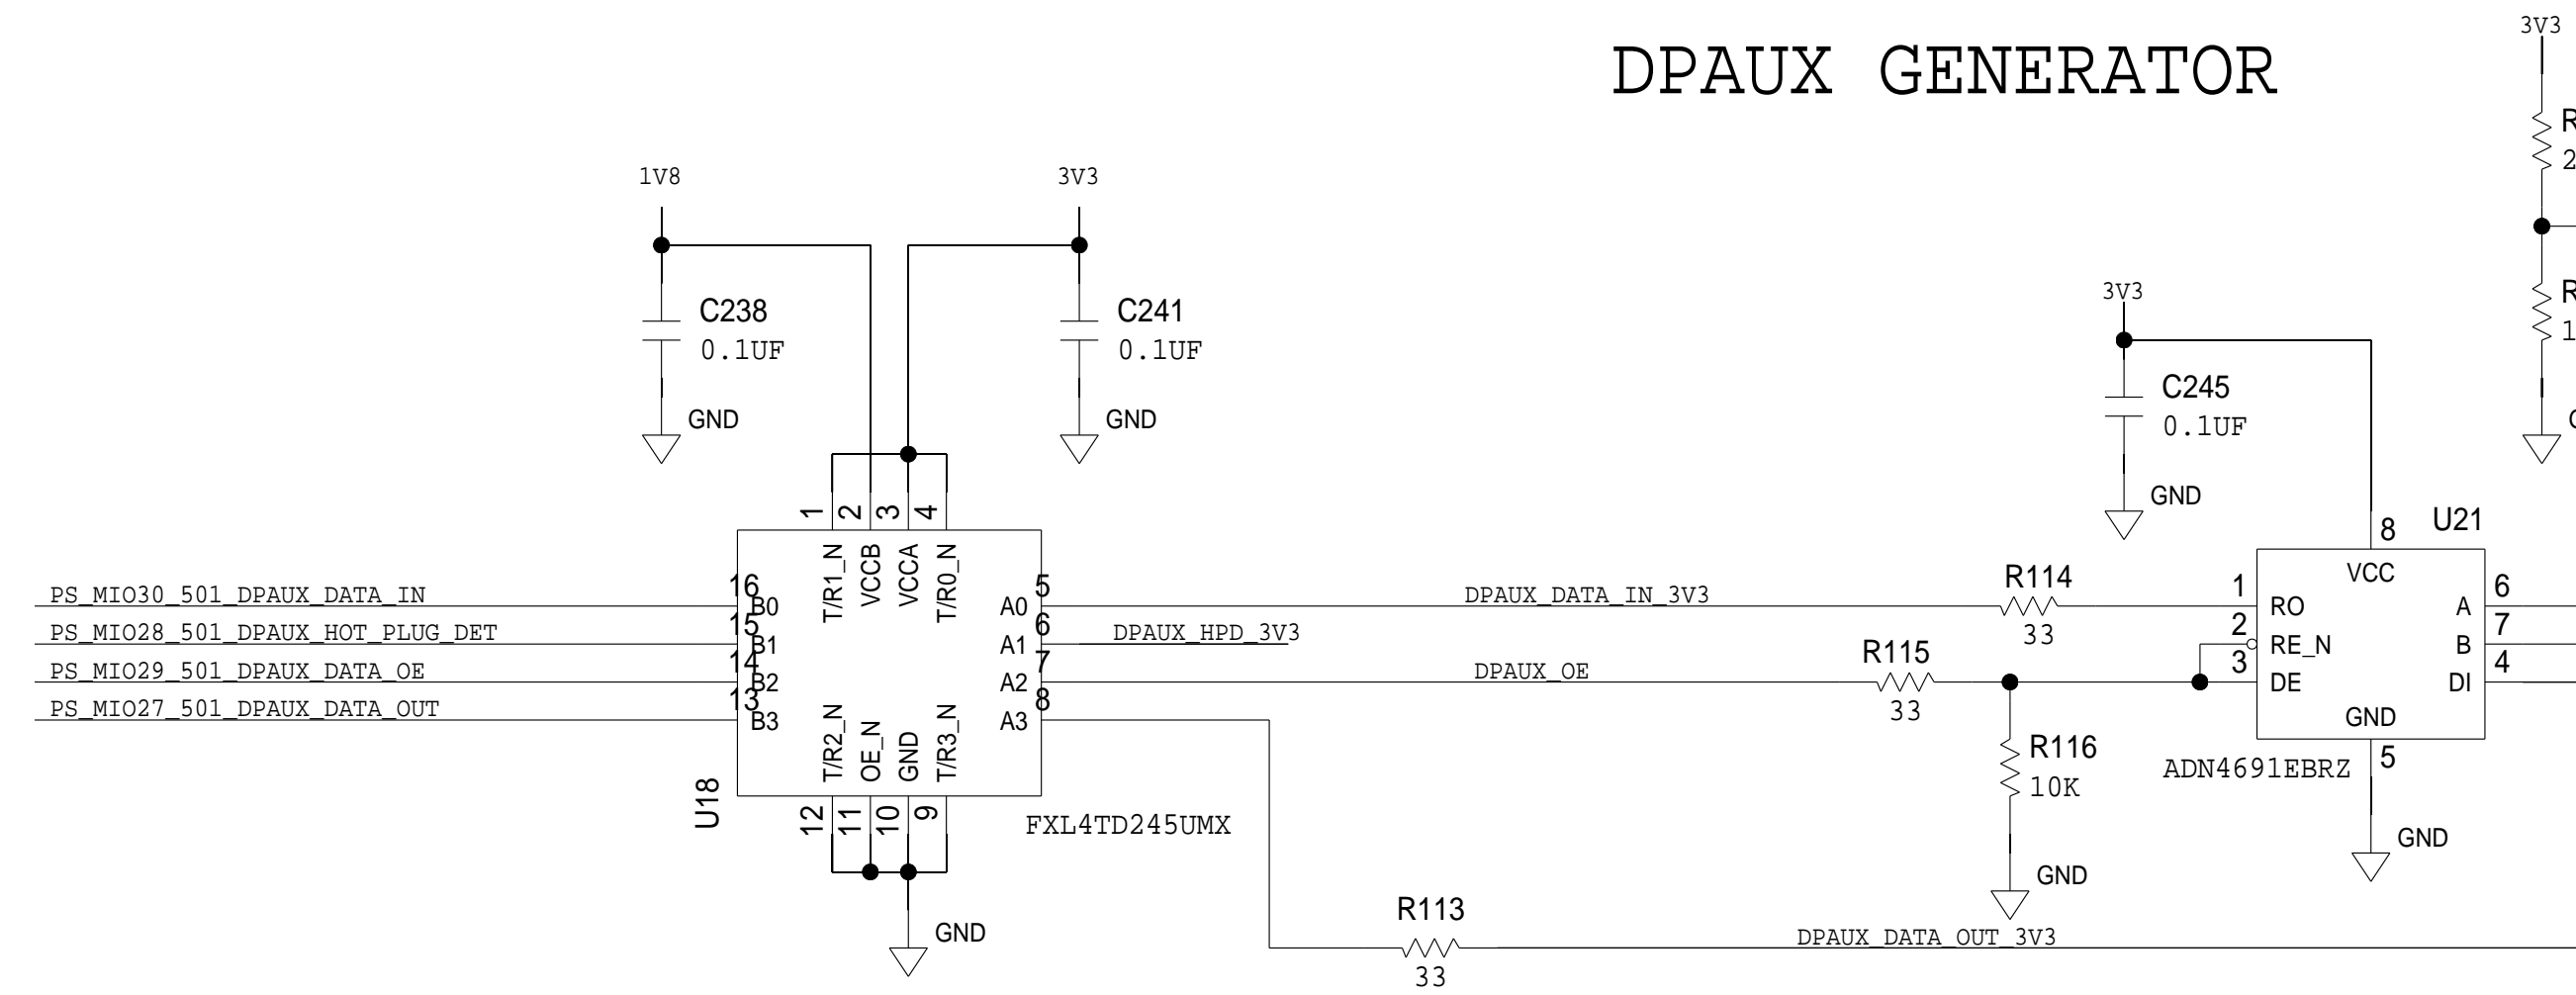 DPAUX GENERATOR
3V3
R
2
R
1
1V8
3V3
C238
0.1UF
GND
C241
0.1UF
GND
3V3
C245
0.1UF
GND
1
2
3
4
T/R1_N
VCCB
VCCA
T/R0_N
PS_MIO30_501_DPAUX_DATA_IN
16
B0
PS_MIO28_501_DPAUX_HOT_PLUG_DET
15
B1
PS_MIO29_501_DPAUX_DATA_OE
14
B2
PS_MIO27_501_DPAUX_DATA_OUT
13
B3
A0
5
DPAUX_DATA_IN_3V3
A1
6
DPAUX_HPD_3V3
A2
7
DPAUX_OE
A3
8
T/R2_N
OE_N
GND
T/R3_N
12
11
10
9
U18
FXL4TD245UMX
GND
R114
33
R115
33
R116
10K
GND
R113
33
DPAUX_DATA_OUT_3V3
U21
8
VCC
1
RO
2
RE_N
3
DE
A
6
B
7
DI
4
GND
5
ADN4691EBRZ
GND